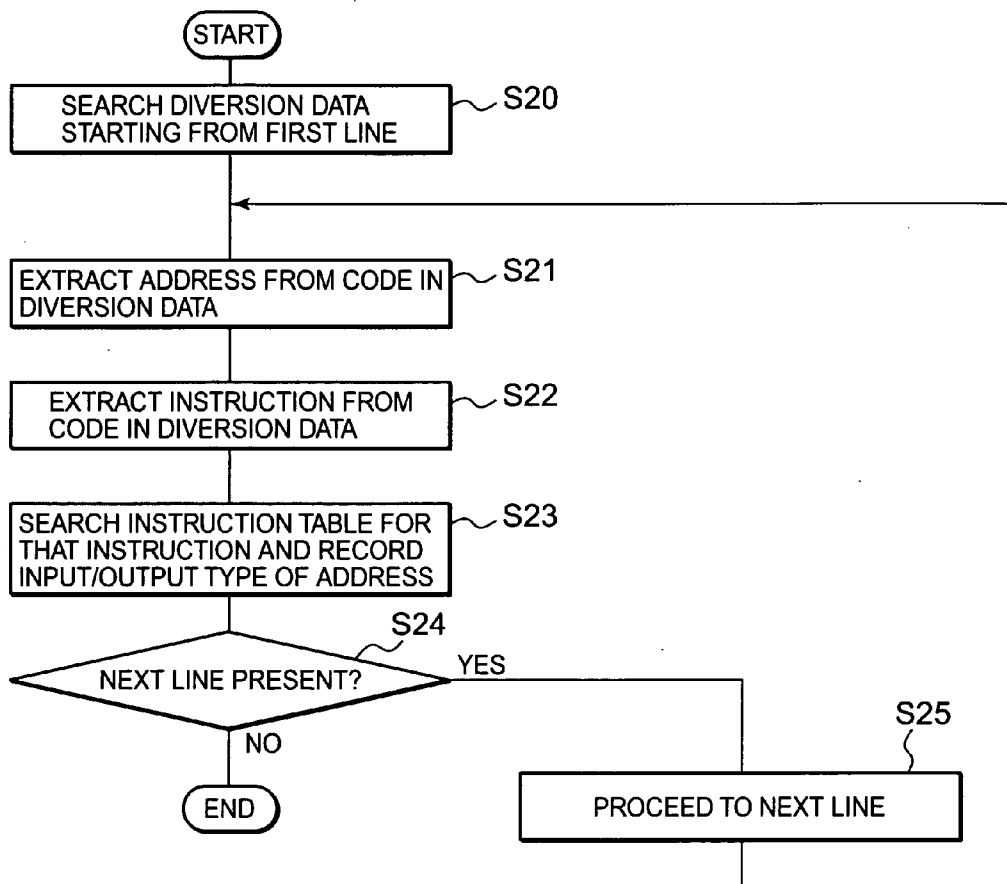 START
SEARCH DIVERSION DATA
STARTING FROM FIRST LINE
S20
EXTRACT ADDRESS FROM CODE IN
DIVERSION DATA
S21
EXTRACT INSTRUCTION FROM
CODE IN DIVERSION DATA
S22
SEARCH INSTRUCTION TABLE FOR
THAT INSTRUCTION AND RECORD
INPUT/OUTPUT TYPE OF ADDRESS
S23
S24
NEXT LINE PRESENT?
YES
NO
S25
PROCEED TO NEXT LINE
END